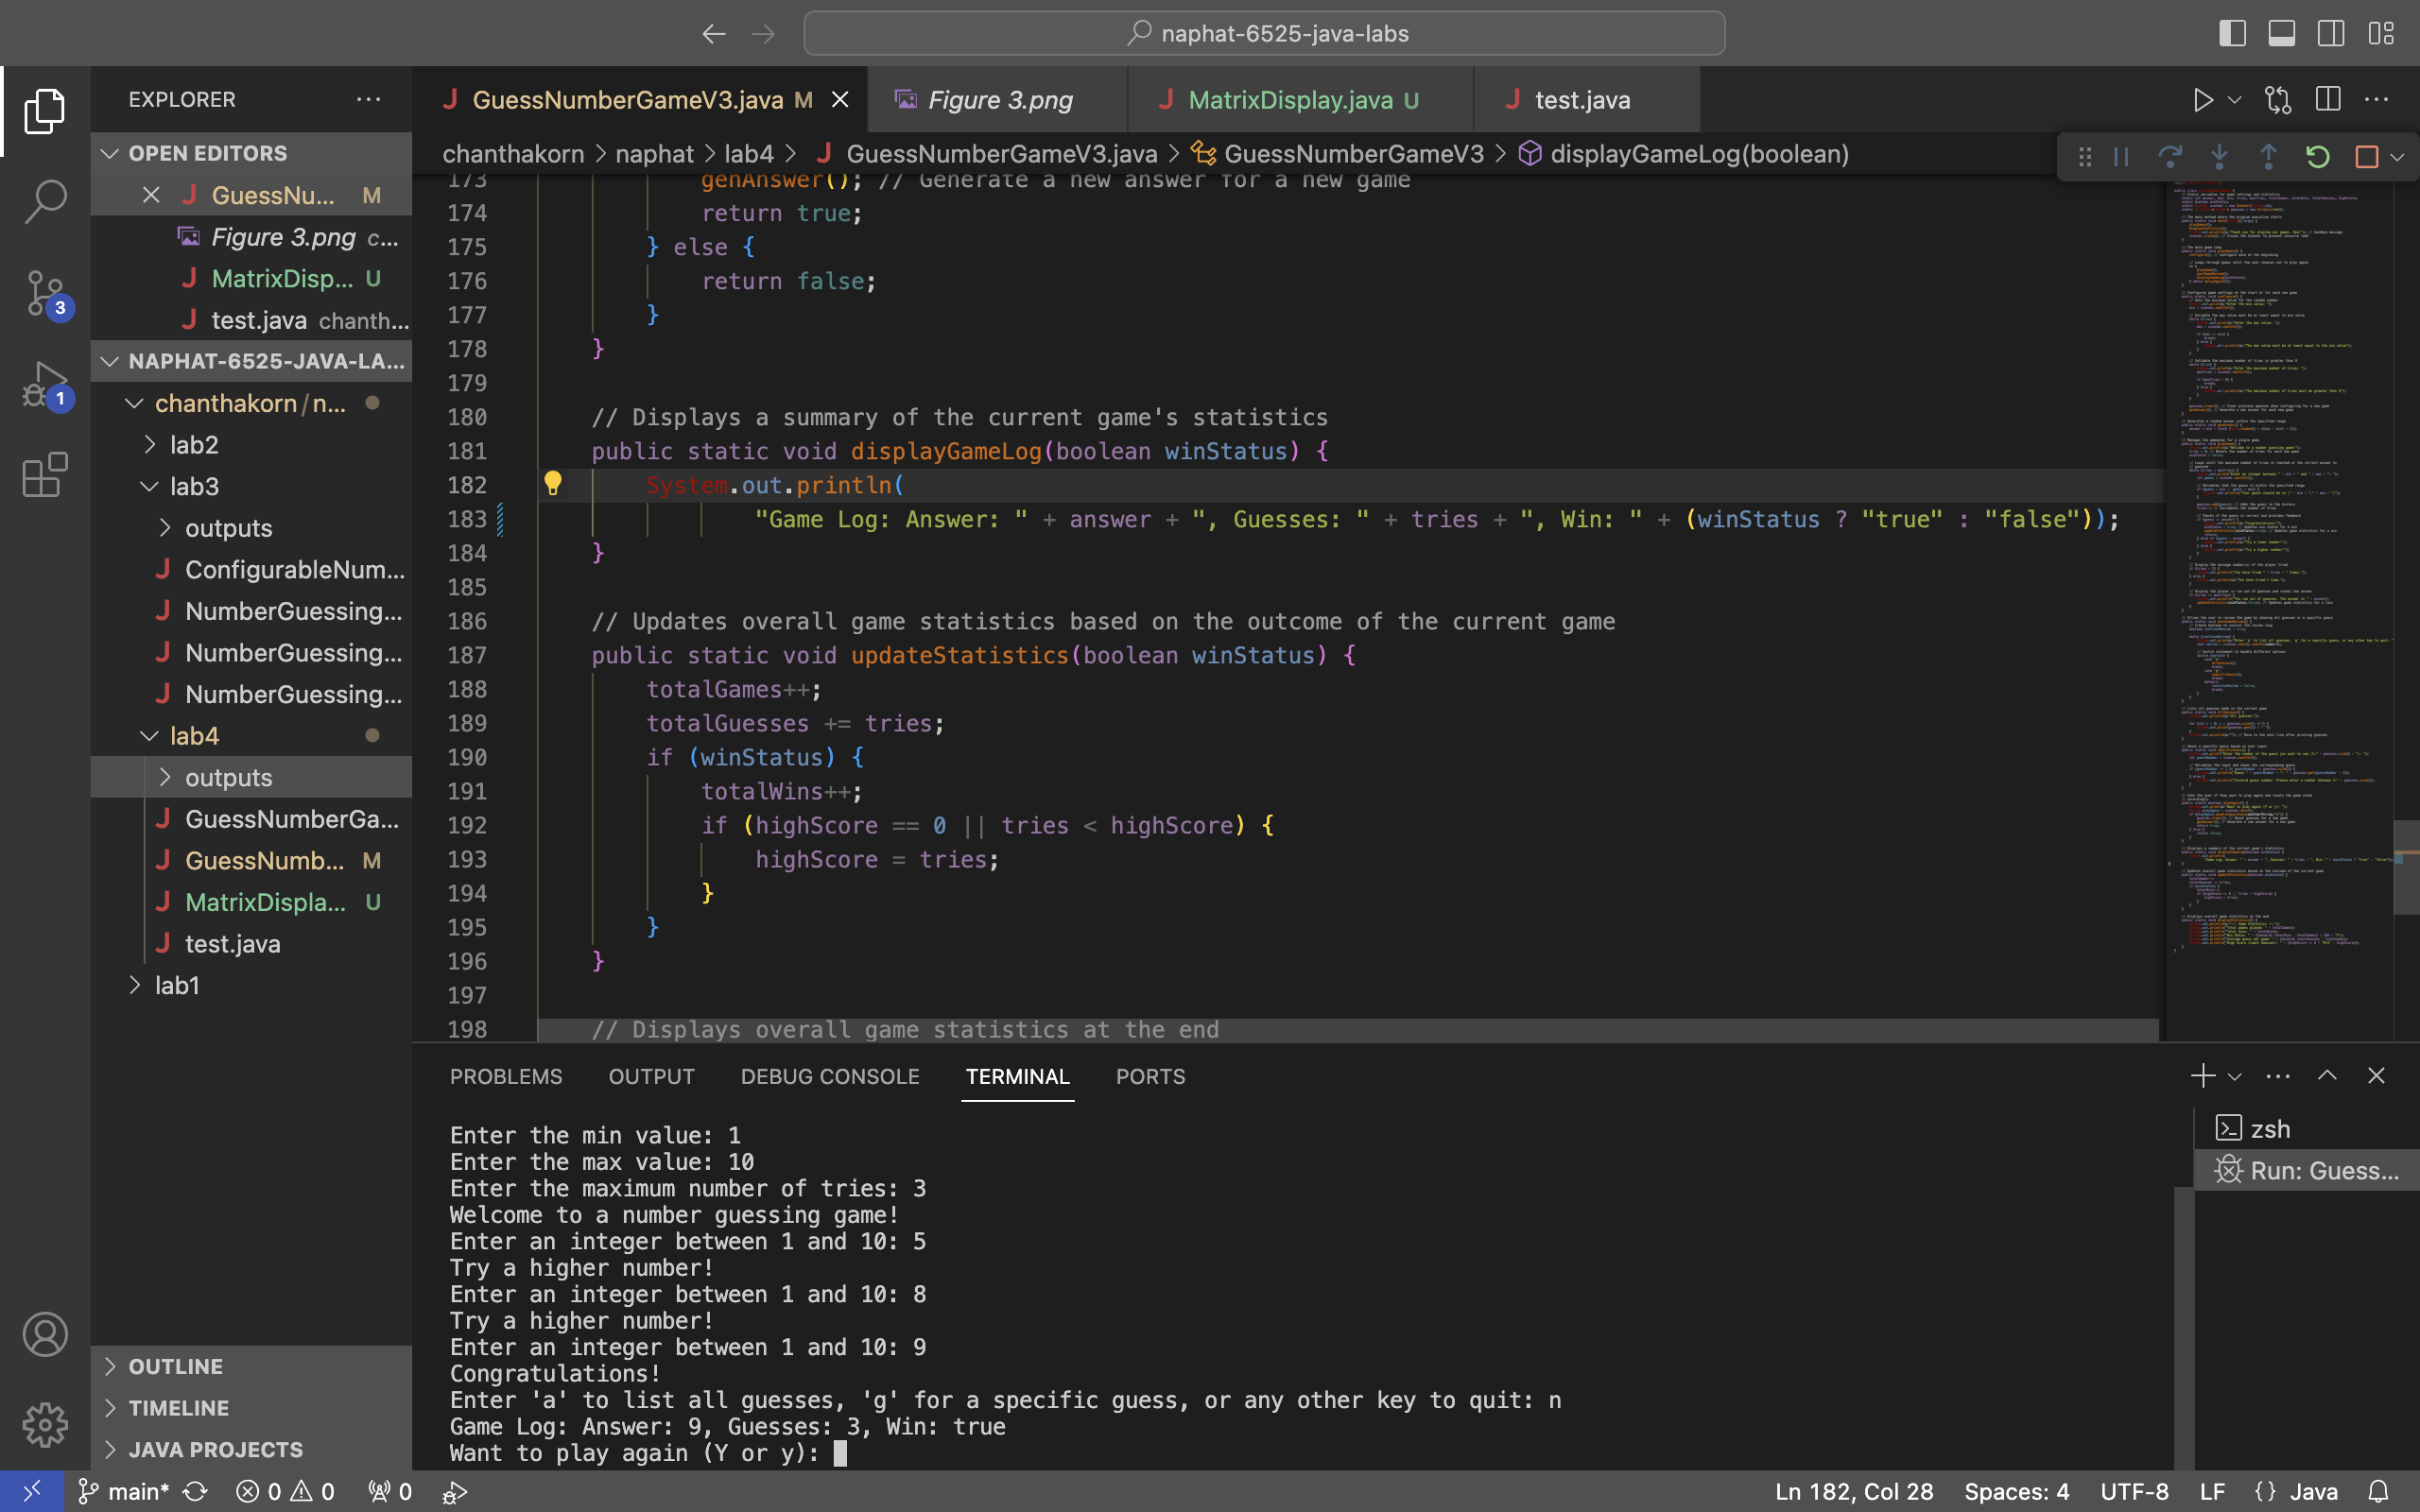 naphat-6525-java-labs
EXPLORER
OPEN EDITORS
GuessNu... M
Figure 3.png c...
MatrixDisp... U
test.java chanth...
NAPHAT-6525-JAVA-LA...
chanthakorn/n...
lab2
lab3
outputs
ConfigurableNum...
NumberGuessing...
NumberGuessing...
NumberGuessing...
lab4
outputs
GuessNumberGa...
GuessNumb... M
MatrixDispla... U
test.java
lab1
OUTLINE
TIMELINE
JAVA PROJECTS
3
1
GuessNumberGameV3.java M Figure 3.png MatrixDisplay.java U test.java
chanthakorn > naphat > lab4 > GuessNumberGameV3.java > GuessNumberGameV3 > displayGameLog(boolean)
173 genAnswer(); // Generate a new answer for a new game
174 return true;
175 } else {
176 return false;
177 }
178 }
179
180 // Displays a summary of the current game's statistics
181 public static void displayGameLog(boolean winStatus) {
182 System.out.println(
183 "Game Log: Answer: " + answer + ", Guesses: " + tries + ", Win: " + (winStatus ? "true" : "false"));
184 }
185
186 // Updates overall game statistics based on the outcome of the current game
187 public static void updateStatistics(boolean winStatus) {
188 totalGames++;
189 totalGuesses += tries;
190 if (winStatus) {
191 totalWins++;
192 if (highScore == 0 || tries < highScore) {
193 highScore = tries;
194 }
195 }
196 }
197
198 // Displays overall game statistics at the end
PROBLEMS OUTPUT DEBUG CONSOLE TERMINAL PORTS
Enter the min value: 1
Enter the max value: 10
Enter the maximum number of tries: 3
Welcome to a number guessing game!
Enter an integer between 1 and 10: 5
Try a higher number!
Enter an integer between 1 and 10: 8
Try a higher number!
Enter an integer between 1 and 10: 9
Congratulations!
Enter 'a' to list all guesses, 'g' for a specific guess, or any other key to quit: n
Game Log: Answer: 9, Guesses: 3, Win: true
Want to play again (Y or y):
zsh
Run: Guess...
main* 0 0 0 Ln 182, Col 28 Spaces: 4 UTF-8 LF {} Java